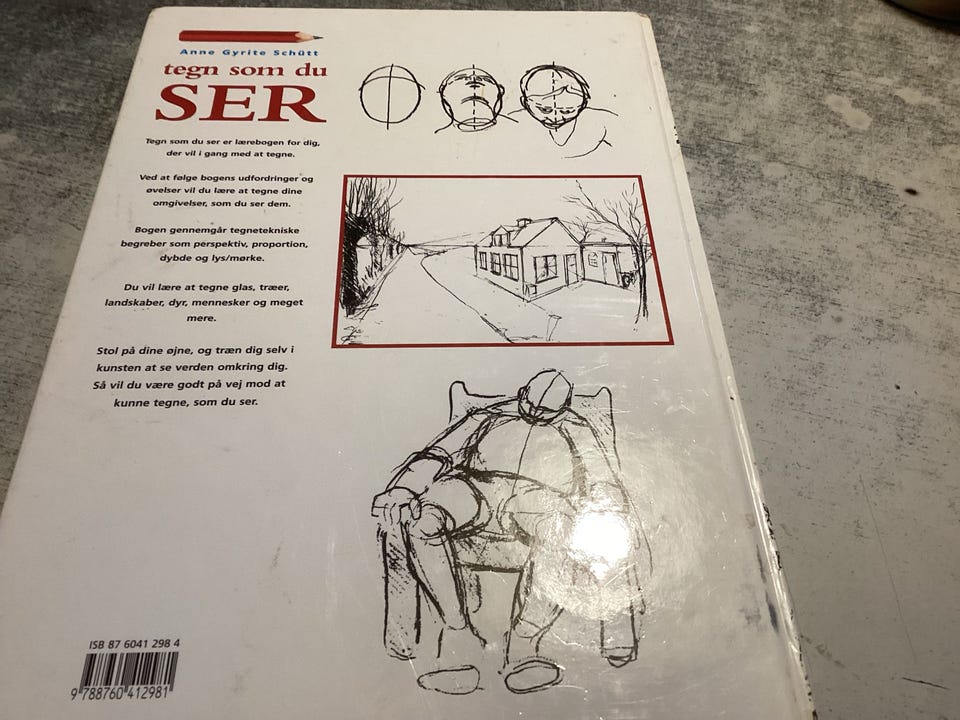 Anne Gyrite Schütt
tegn som du
SER
Tegn som du ser er lærebogen for dig,
der vil i gang med at tegne.
Ved at følge bogens udfordringer og
øvelser vil du lære at tegne dine
omgivelser, som du ser dem.
Bogen gennemgår tegnetekniske
begreber som perspektiv, proportion,
dybde og lys/mørke.
Du vil lære at tegne glas, træer,
landskaber, dyr, mennesker og meget
mere.
Stol på dine øjne, og træn dig selv i
kunsten at se verden omkring dig.
Så vil du være godt på vej mod at
kunne tegne, som du ser.
ISB 87 6041 298 4
9 788760 412981